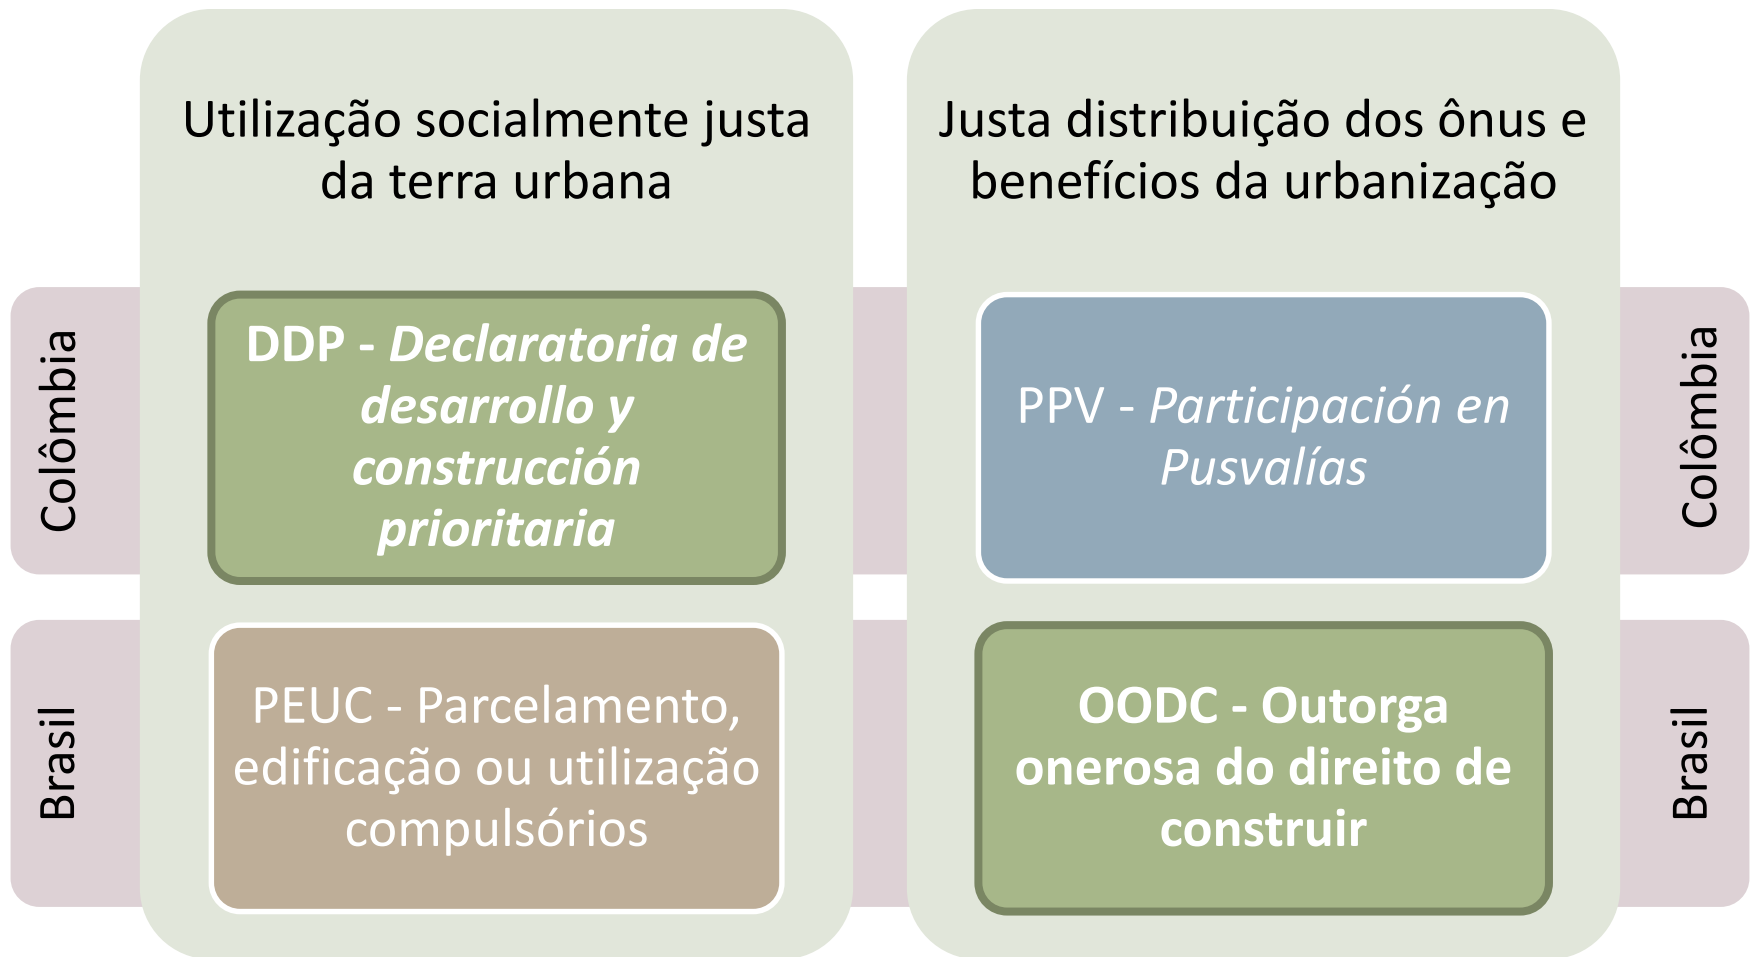 Utilização socialmente justa
da terra urbana
Justa distribuição dos ônus e
benefícios da urbanização
Colômbia
DDP - Declaratoria de
desarrollo y
construcción
prioritaria
PPV - Participación en
Pusvalías
Colômbia
Brasil
PEUC - Parcelamento,
edificação ou utilização
compulsórios
OODC - Outorga
onerosa do direito de
construir
Brasil